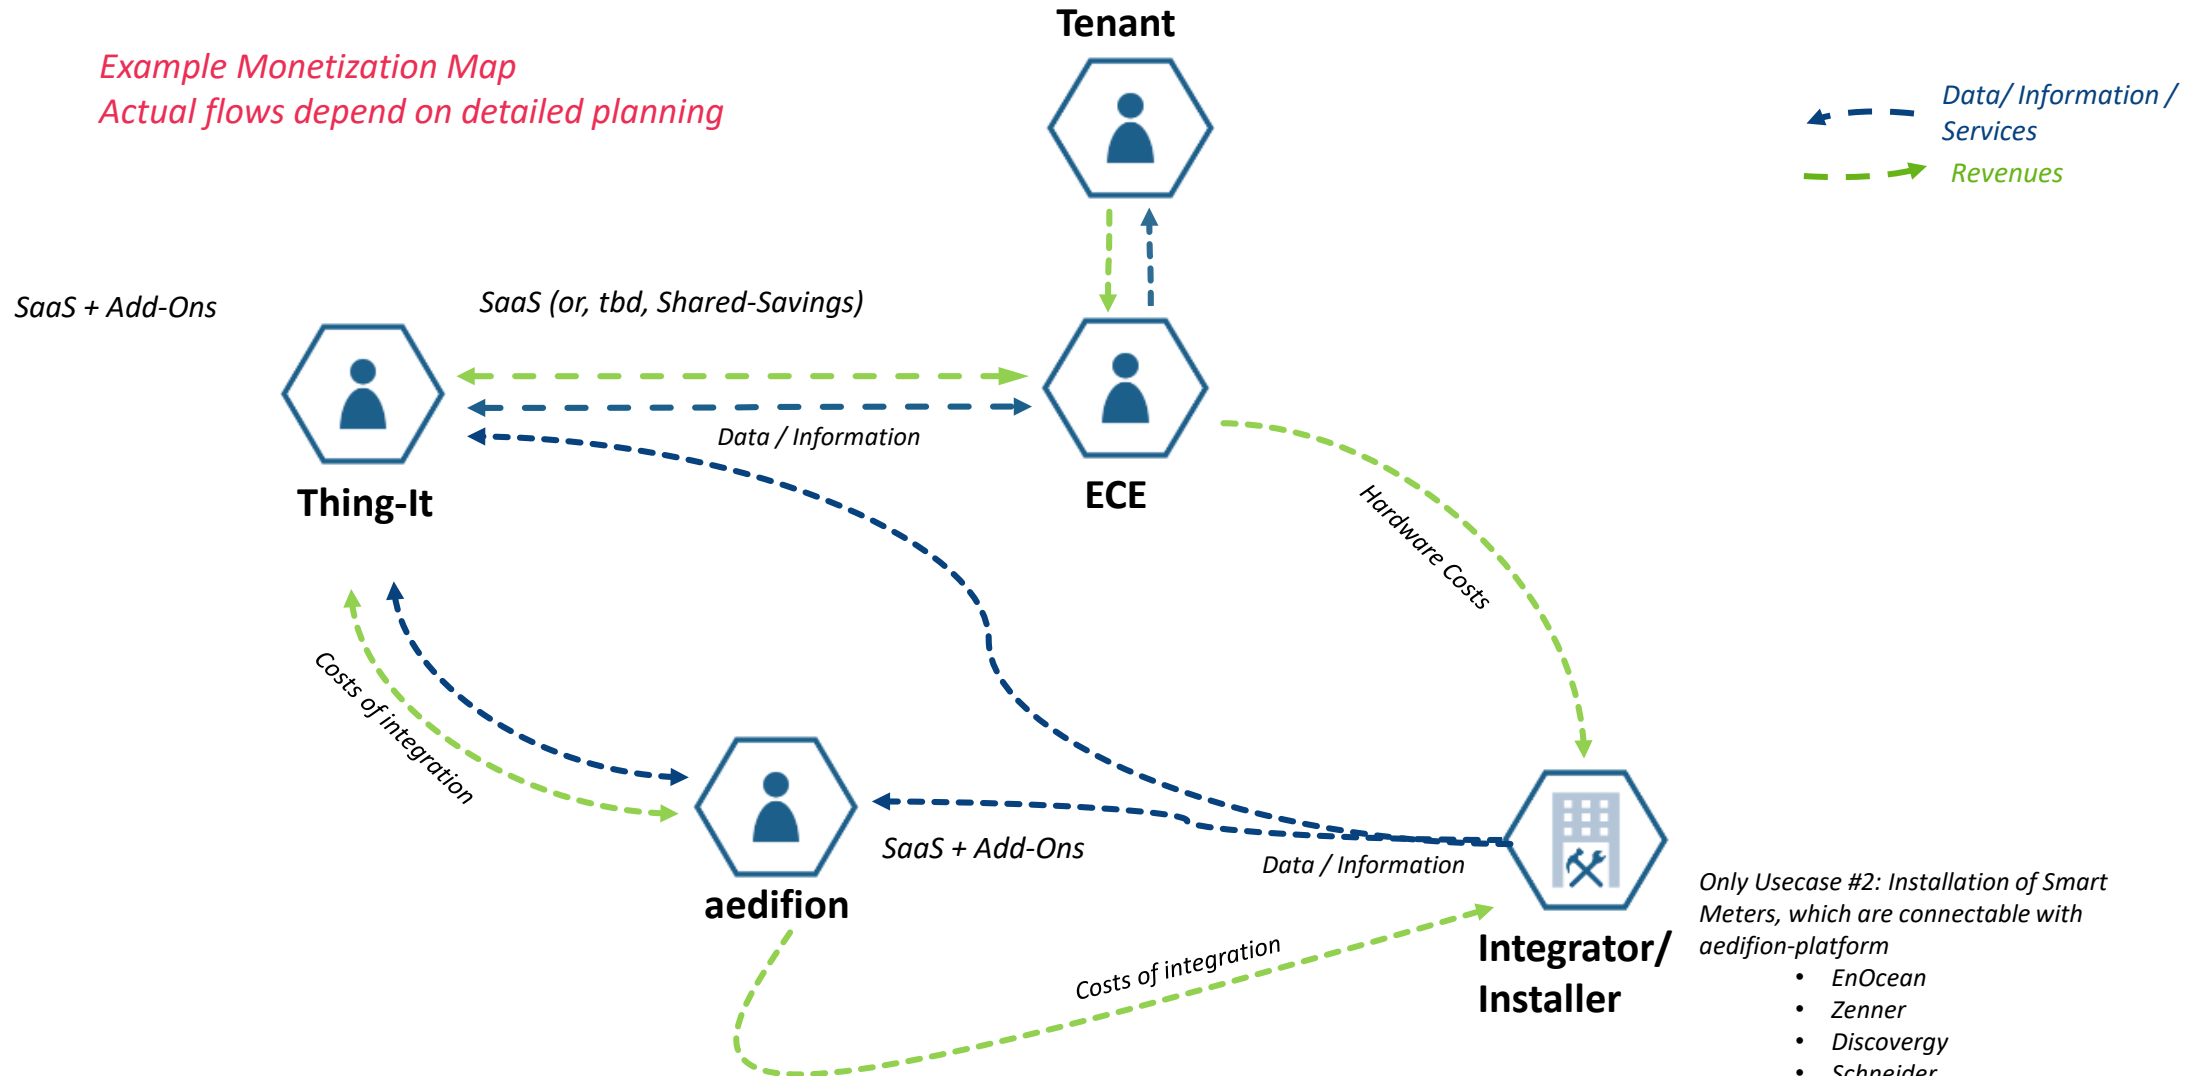 Tenant
Example Monetization Map
Actual flows depend on detailed planning
Data/ Information /
Services
Revenues
SaaS + Add-Ons
SaaS (or, tbd, Shared-Savings)
Data / Information
Thing-It
ECE
Hardware Costs
Costs of integration
SaaS + Add-Ons
Data / Information
aedifion
Only Usecase #2: Installation of Smart
Meters, which are connectable with
aedifion-platform
• EnOcean
• Zenner
• Discovergy
• Schneider
Integrator/
Installer
Costs of integration